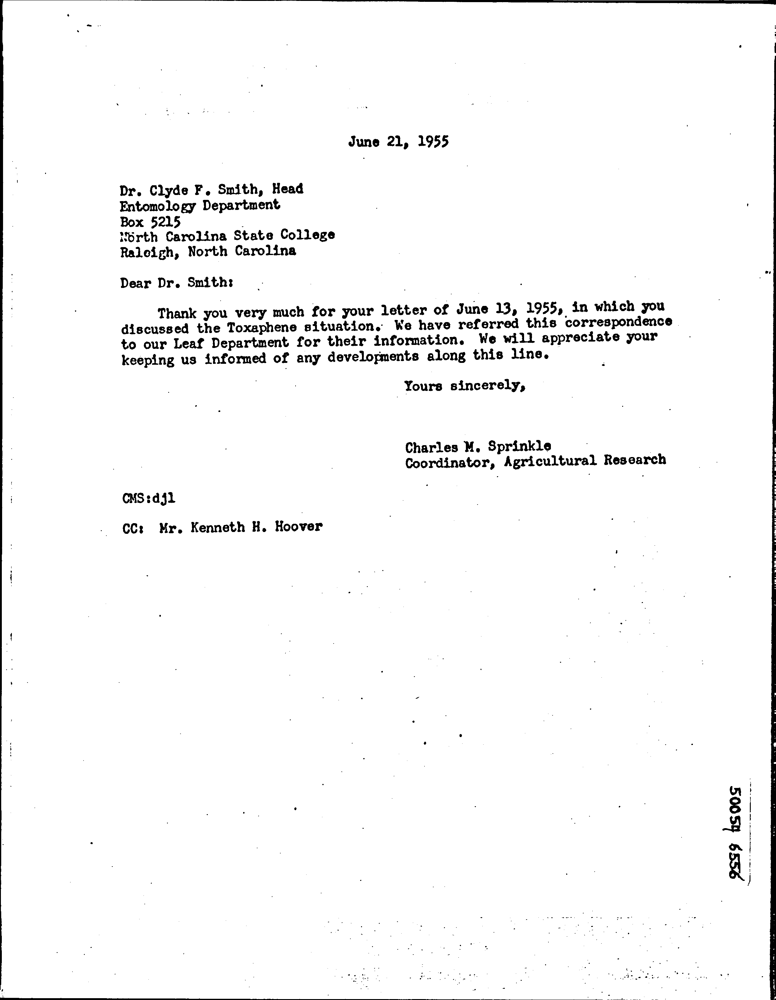 June 21, 1955
Dr. Clyde F. Smith, Head
Entomology Department
Box 5215
North Carolina State College
Raleigh, North Carolina
Dear Dr. Smith:
Thank you very much for your letter of June 13, 1955, in which you
discussed the Toxaphene situation. We have referred this correspondence
to our Leaf Department for their information. We will appreciate your
keeping us informed of any developments along this line.
Yours sincerely,
Charles M. Sprinkle
Coordinator, Agricultural Research
CMS:djl
CC: Mr. Kenneth H. Hoover
50059 6556